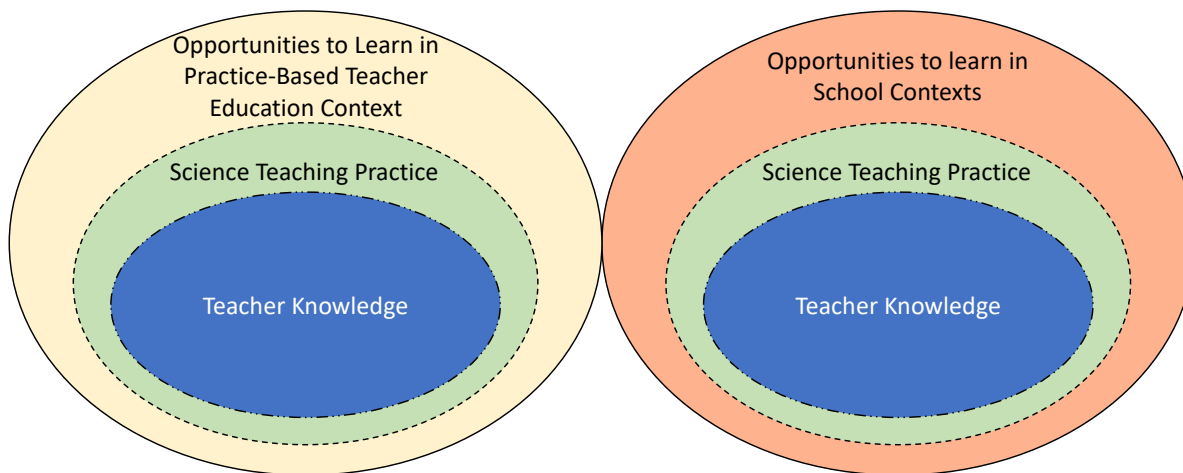 Opportunities to Learn in
Practice-Based Teacher
Education Context
Science Teaching Practice
Teacher Knowledge
Opportunities to learn in
School Contexts
Science Teaching Practice
Teacher Knowledge